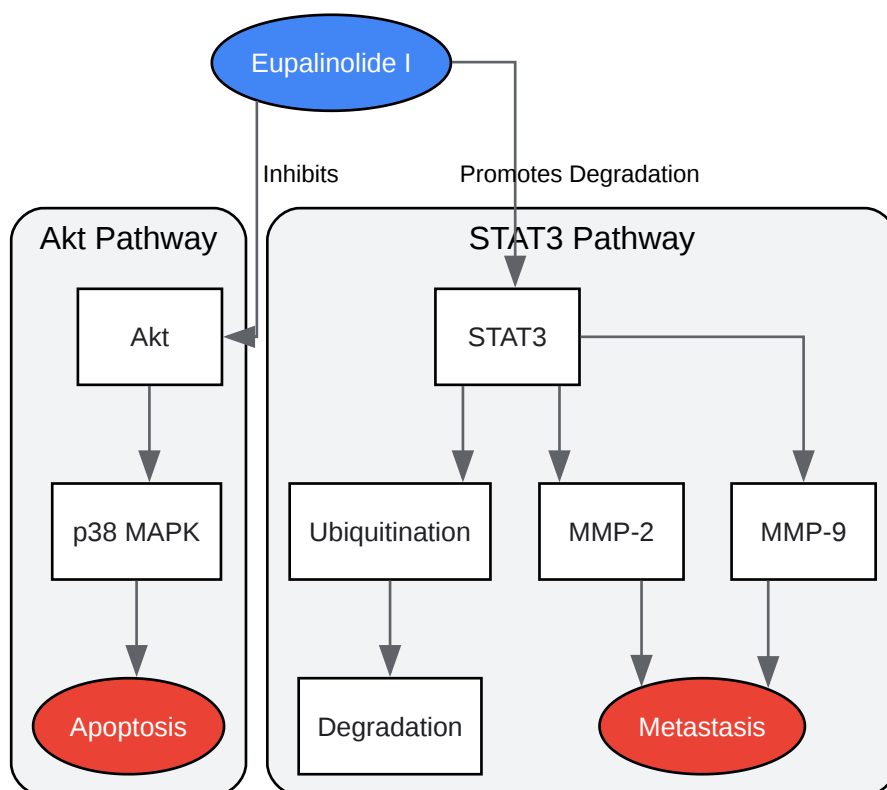 Eupalinolide I
Inhibits
Promotes Degradation
Akt Pathway
STAT3 Pathway
Akt
STAT3
p38 MAPK
Ubiquitination
MMP-2
MMP-9
Apoptosis
Degradation
Metastasis